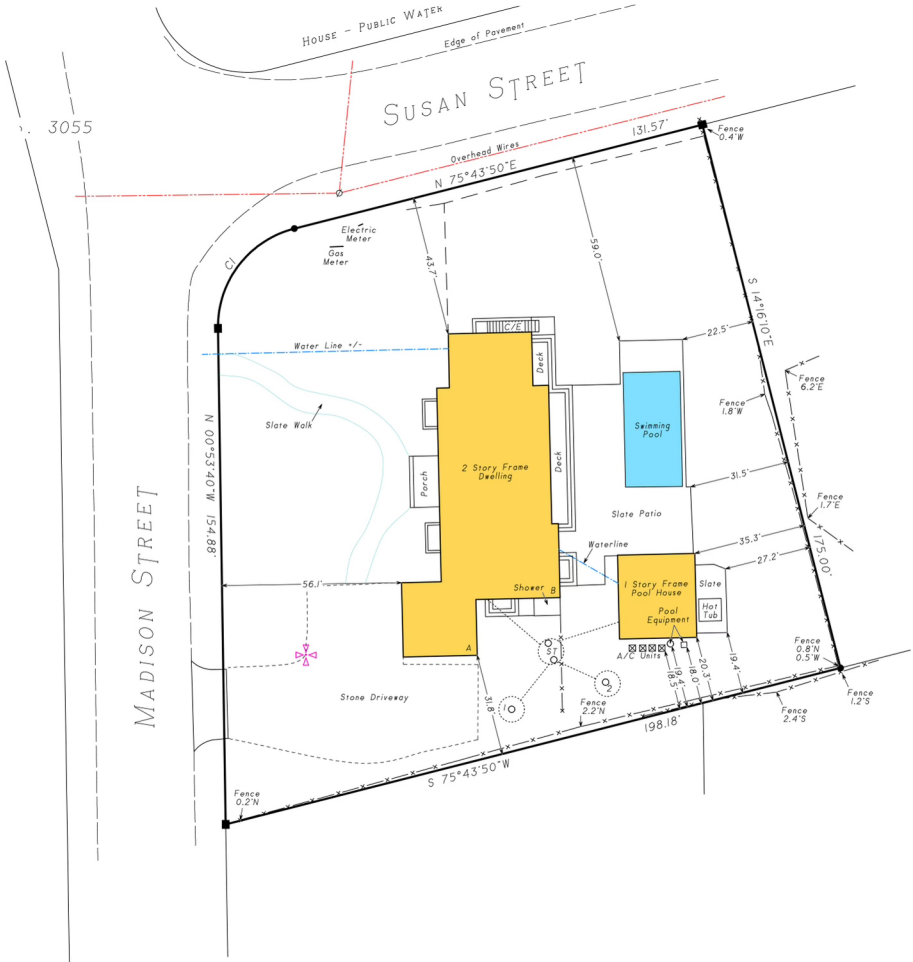 HOUSE - PUBLIC WATER
Edge of Pavement
SUSAN STREET
3055
131.57'
Fence
0.4'W
Overhead Wires
N 75°43'50"E
Electric
Meter
Gas
Meter
C1
43.7'
59.0'
S 14°16'10"E
22.5'
C/E
Water Line +/-
Deck
Fence
6.2'E
Fence
1.8'W
Slate Walk
Swimming
Pool
N 00°53'40"W 154.88'
2 Story Frame
Dwelling
Deck
Porch
31.5'
Fence
1.7'E
Slate Patio
MADISON STREET
Waterline
35.3'
175.00'
27.2'
56.1'
Shower
B
1 Story Frame
Pool House
Slate
Pool
Equipment
Hot
Tub
A
ST
A/C Units
Fence
0.8'N
0.5'W
18.5'
19.4'
18.0'
20.3'
19.4'
Stone Driveway
31.8'
1
2
Fence
2.2'N
Fence
1.2'S
Fence
2.4'S
198.18'
S 75°43'50"W
Fence
0.2'N